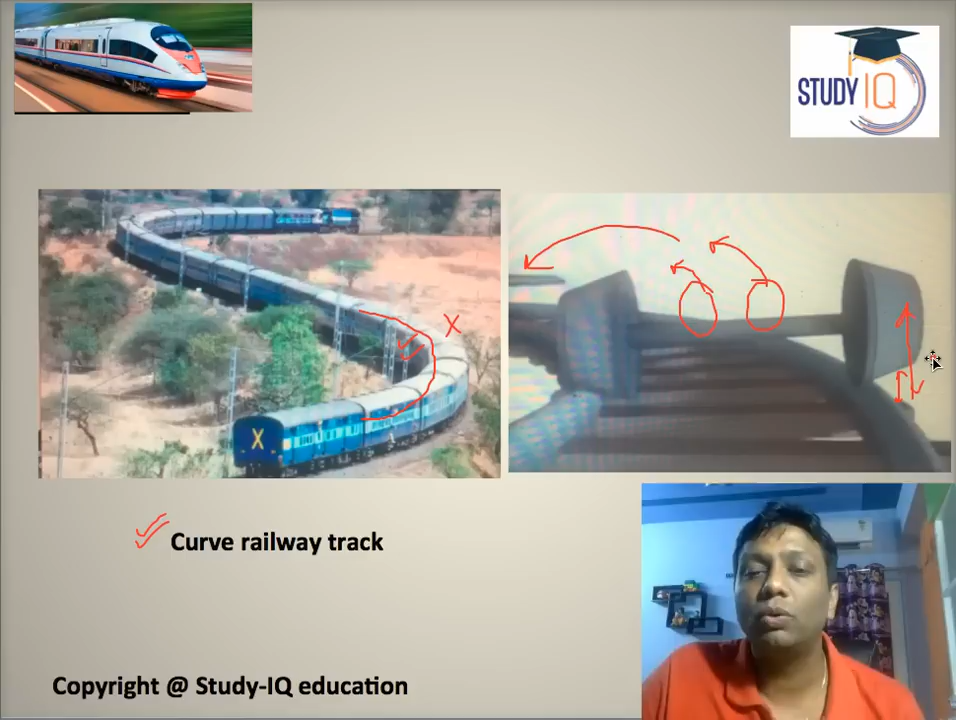 STUDY IQ
X
X
Curve railway track
Copyright @ Study-IQ education